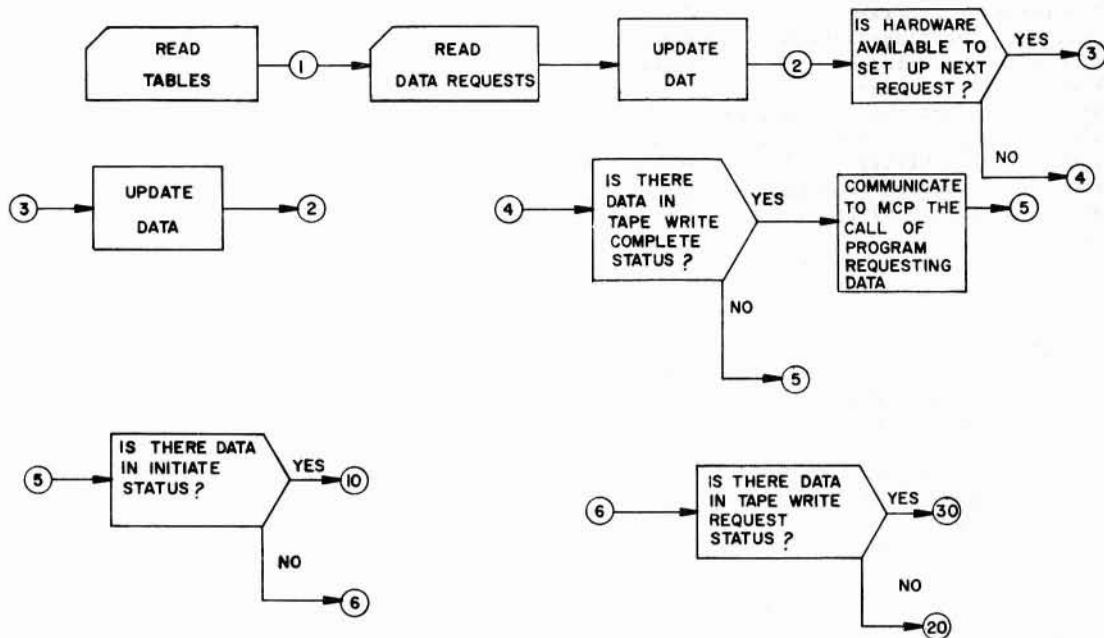 READ
TABLES
1
READ
DATA REQUESTS
UPDATE
DAT
2
IS HARDWARE
AVAILABLE TO
SET UP NEXT
REQUEST ?
YES
3
NO
4
3
UPDATE
DATA
2
4
IS THERE
DATA IN
TAPE WRITE
COMPLETE
STATUS ?
YES
COMMUNICATE
TO MCP THE
CALL OF
PROGRAM
REQUESTING
DATA
5
NO
5
5
IS THERE DATA
IN INITIATE
STATUS ?
YES
10
NO
6
6
IS THERE DATA
IN TAPE WRITE
REQUEST
STATUS ?
YES
30
NO
20